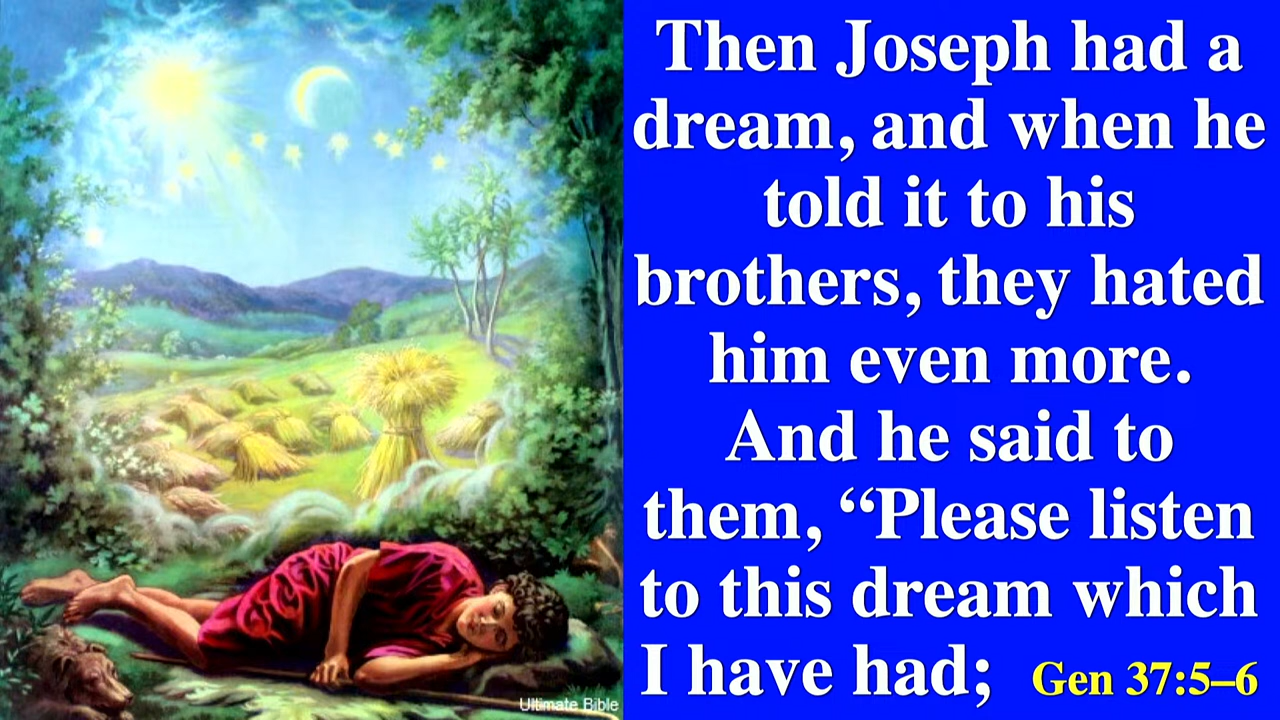 Then Joseph had a
dream, and when he
told it to his
brothers, they hated
him even more.
And he said to
them, “Please listen
to this dream which
I have had; Gen 37:5–6
Ultimate Bible